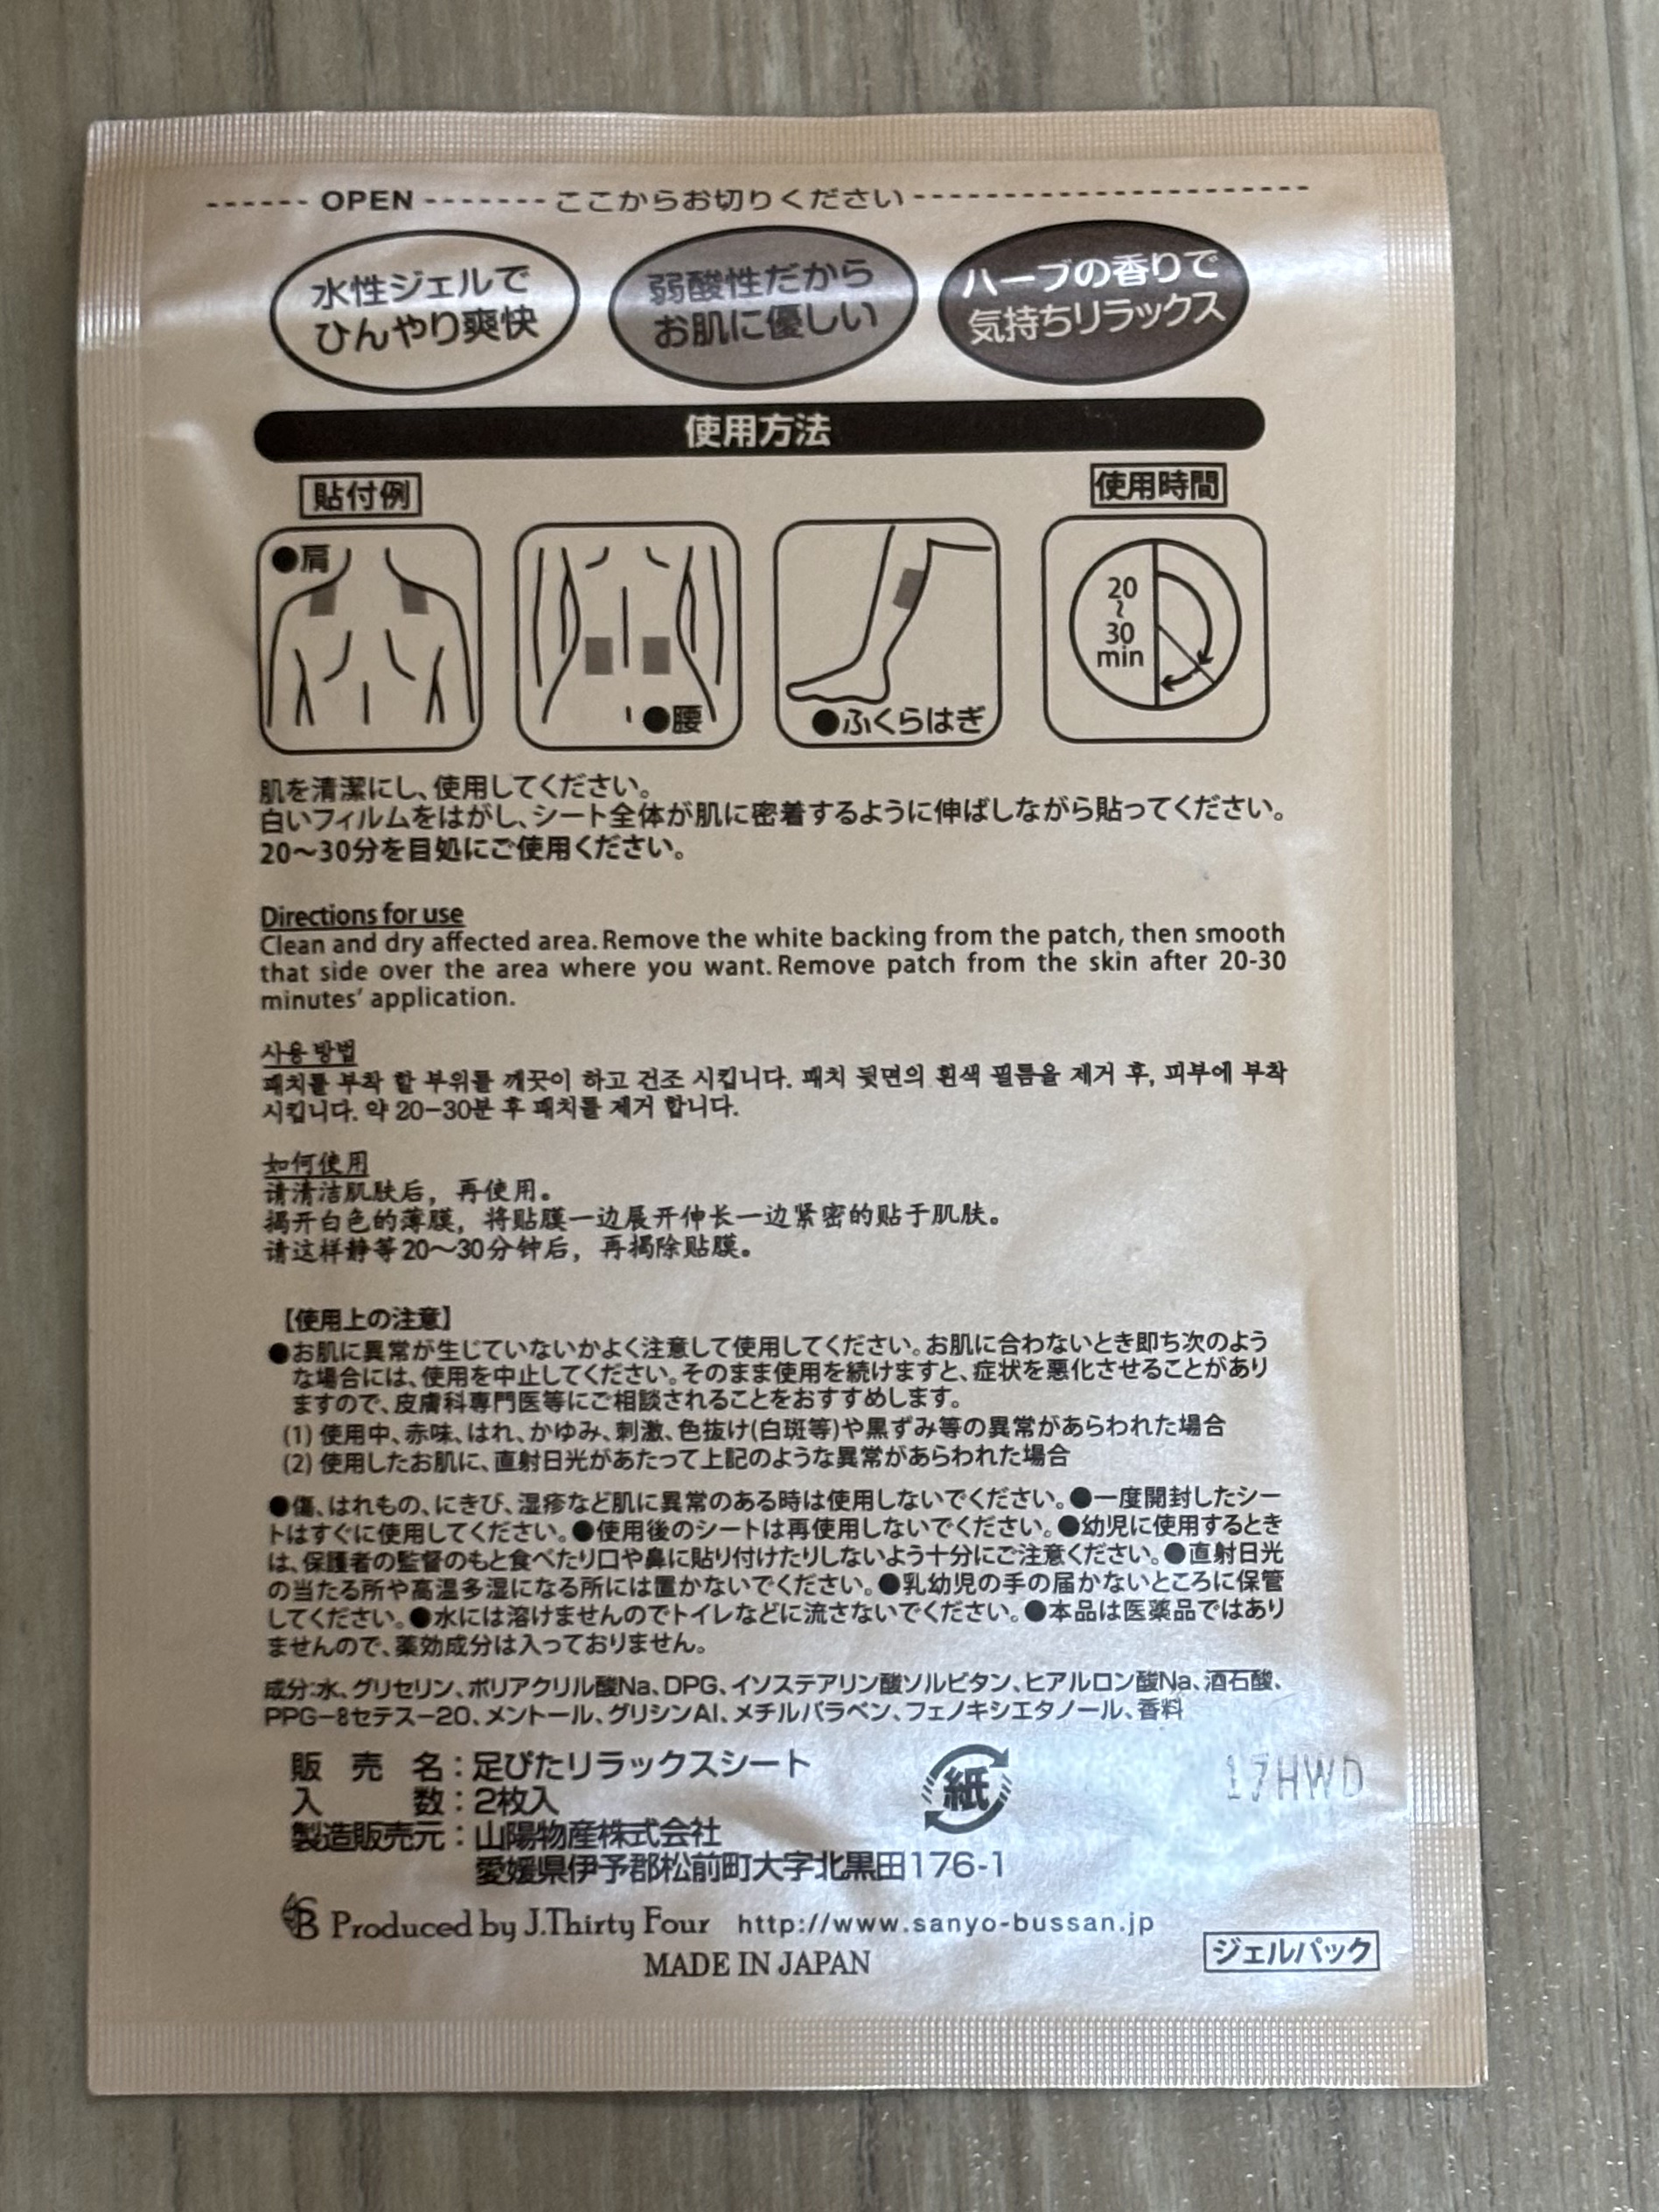 OPEN ここからお切りください
水性ジェルで
ひんやり爽快
弱酸性だから
お肌に優しい
ハーブの香りで
気持ちリラックス
使用方法
貼付例
使用時間
●肩
●腰
●ふくらはぎ
20
～
30
min
肌を清潔にし、使用してください。
白いフィルムをはがし、シート全体が肌に密着するように伸ばしながら貼ってください。
20～30分を目処にご使用ください。
Directions for use
Clean and dry affected area. Remove the white backing from the patch, then smooth
that side over the area where you want. Remove patch from the skin after 20-30
minutes' application.
사용 방법
패치를 부착 할 부위를 깨끗이 하고 건조 시킵니다. 패치 뒷면의 흰색 필름을 제거 후, 피부에 부착
시킵니다. 약 20-30분 후 패치를 제거 합니다.
如何使用
请清洁肌肤后，再使用。
揭开白色的薄膜，将贴膜一边展开伸长一边紧密的贴于肌肤。
请这样静等20～30分钟后，再揭除贴膜。
【使用上の注意】
●お肌に異常が生じていないかよく注意して使用してください。お肌に合わないとき即ち次のよう
な場合には、使用を中止してください。そのまま使用を続けますと、症状を悪化させることがあり
ますので、皮膚科専門医等にご相談されることをおすすめします。
(1) 使用中、赤味、はれ、かゆみ、刺激、色抜け(白斑等)や黒ずみ等の異常があらわれた場合
(2) 使用したお肌に、直射日光があたって上記のような異常があらわれた場合
●傷、はれもの、にきび、湿疹など肌に異常のある時は使用しないでください。●一度開封したシー
トはすぐに使用してください。●使用後のシートは再使用しないでください。●幼児に使用するとき
は、保護者の監督のもと食べたり口や鼻に貼り付けたりしないよう十分にご注意ください。●直射日光
の当たる所や高温多湿になる所には置かないでください。●乳幼児の手の届かないところに保管
してください。●水には溶けませんのでトイレなどに流さないでください。●本品は医薬品ではあり
ませんので、薬効成分は入っておりません。
成分:水、グリセリン、ポリアクリル酸Na、DPG、イソステアリン酸ソルビタン、ヒアルロン酸Na、酒石酸、
PPG-8セテス-20、メントール、グリシンAl、メチルパラベン、フェノキシエタノール、香料
販売名：足ぴたリラックスシート
入数：2枚入
製造販売元：山陽物産株式会社
愛媛県伊予郡松前町大字北黒田176-1
紙
17HWD
Produced by J.Thirty Four http://www.sanyo-bussan.jp
MADE IN JAPAN
ジェルパック